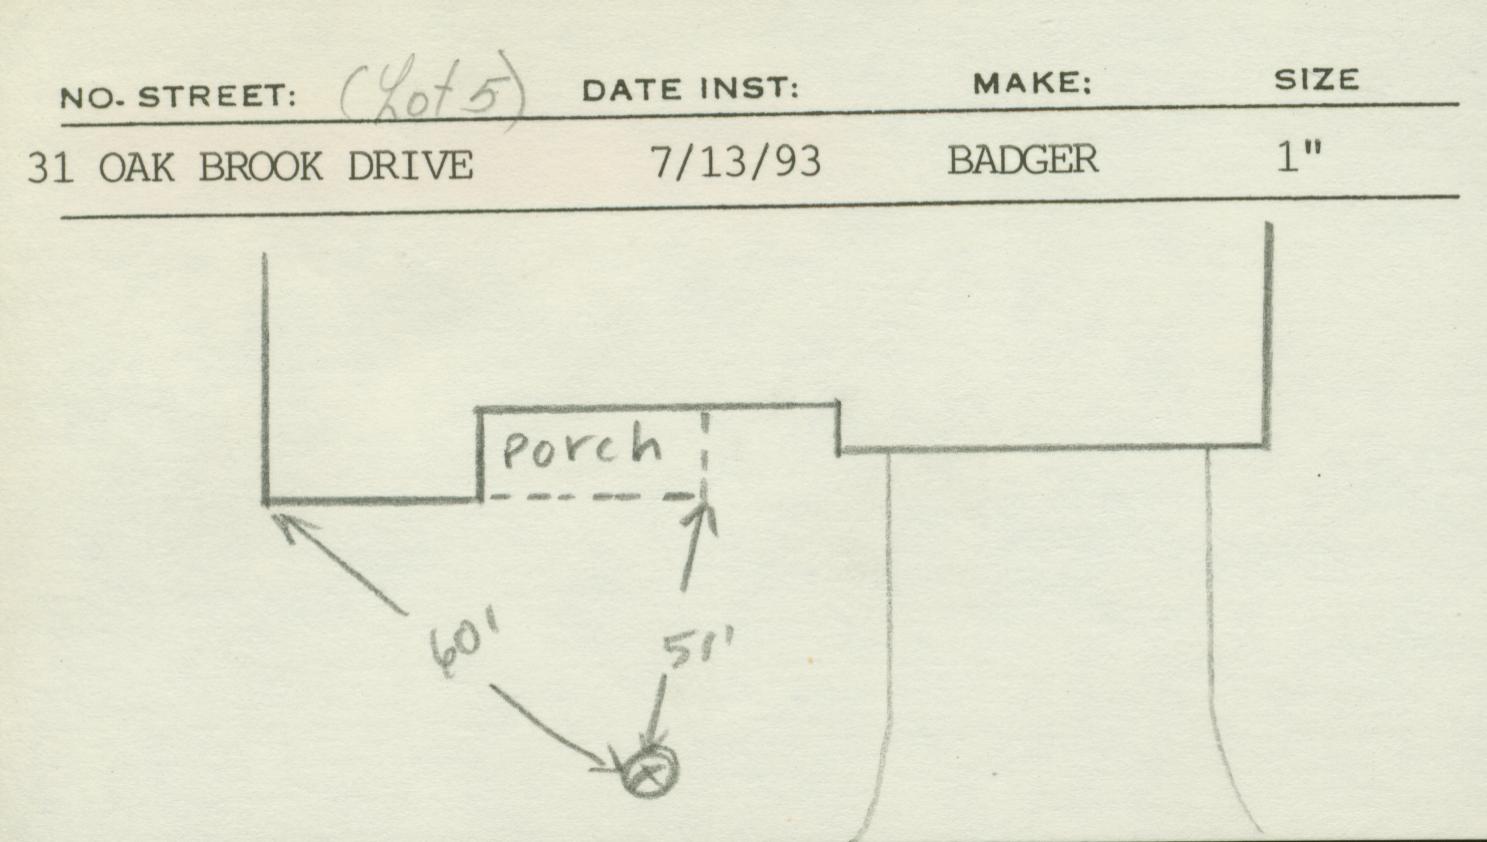 NO. STREET: (Lot 5) DATE INST: MAKE: SIZE
31 OAK BROOK DRIVE 7/13/93 BADGER 1"
Porch
60'
51'